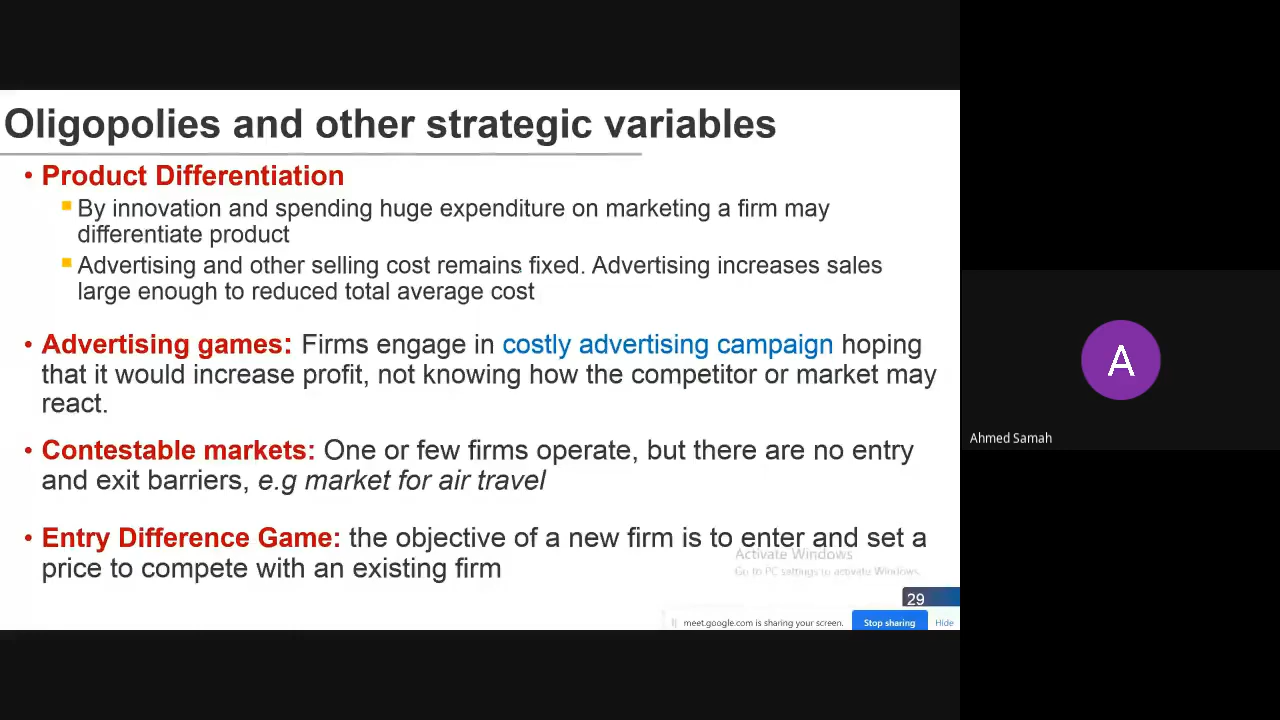 Oligopolies and other strategic variables
• Product Differentiation
By innovation and spending huge expenditure on marketing a firm may
differentiate product
Advertising and other selling cost remains fixed. Advertising increases sales
large enough to reduced total average cost
• Advertising games: Firms engage in costly advertising campaign hoping
that it would increase profit, not knowing how the competitor or market may
react.
• Contestable markets: One or few firms operate, but there are no entry
and exit barriers, e.g market for air travel
• Entry Difference Game: the objective of a new firm is to enter and set a
price to compete with an existing firm
Activate Windows
Go to PC settings to activate Windows.
29
meet.google.com is sharing your screen.
Stop sharing
Hide
A
Ahmed Samah